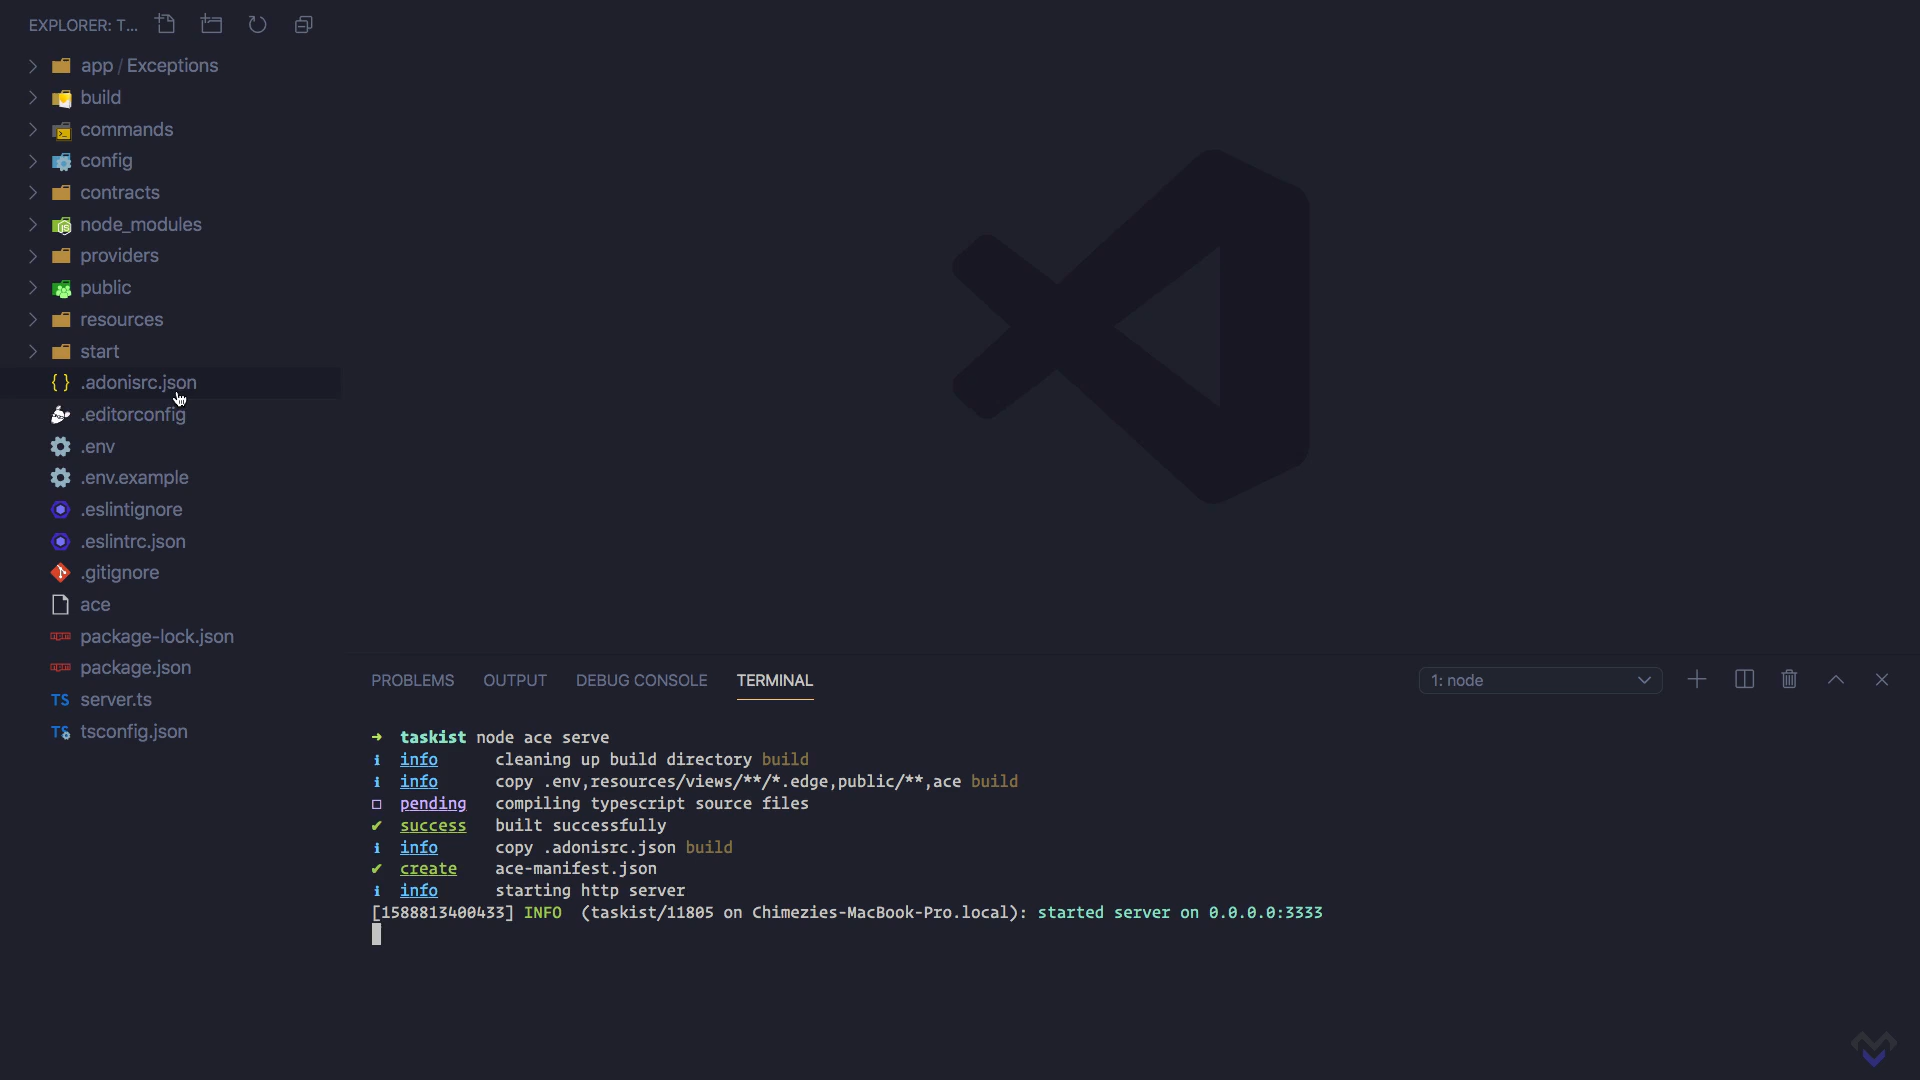 EXPLORER: T...
app / Exceptions
build
commands
config
contracts
node_modules
providers
public
resources
start
{ } .adonisrc.json
.editorconfig
.env
.env.example
.eslintignore
.eslintrc.json
.gitignore
ace
package-lock.json
package.json
TS server.ts
TS tsconfig.json
PROBLEMS OUTPUT DEBUG CONSOLE TERMINAL 1: node
→ taskist node ace serve
ℹ info cleaning up build directory build
ℹ info copy .env,resources/views/**/*.edge,public/**,ace build
◻ pending compiling typescript source files
✔ success built successfully
ℹ info copy .adonisrc.json build
✔ create ace-manifest.json
ℹ info starting http server
[1588813400433] INFO (taskist/11805 on Chimezies-MacBook-Pro.local): started server on 0.0.0.0:3333